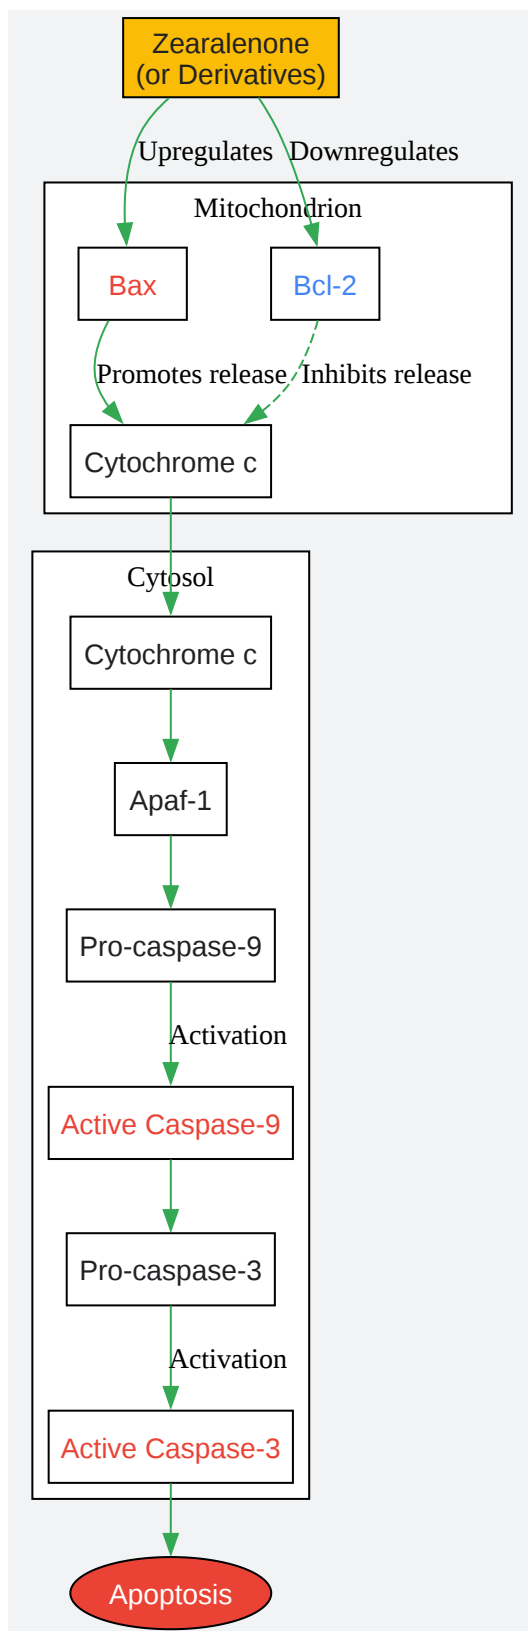 Zearalenone
(or Derivatives)
Upregulates
Downregulates
Mitochondrion
Bax
Bcl-2
Promotes release
Inhibits release
Cytochrome c
Cytosol
Cytochrome c
Apaf-1
Pro-caspase-9
Activation
Active Caspase-9
Pro-caspase-3
Activation
Active Caspase-3
Apoptosis